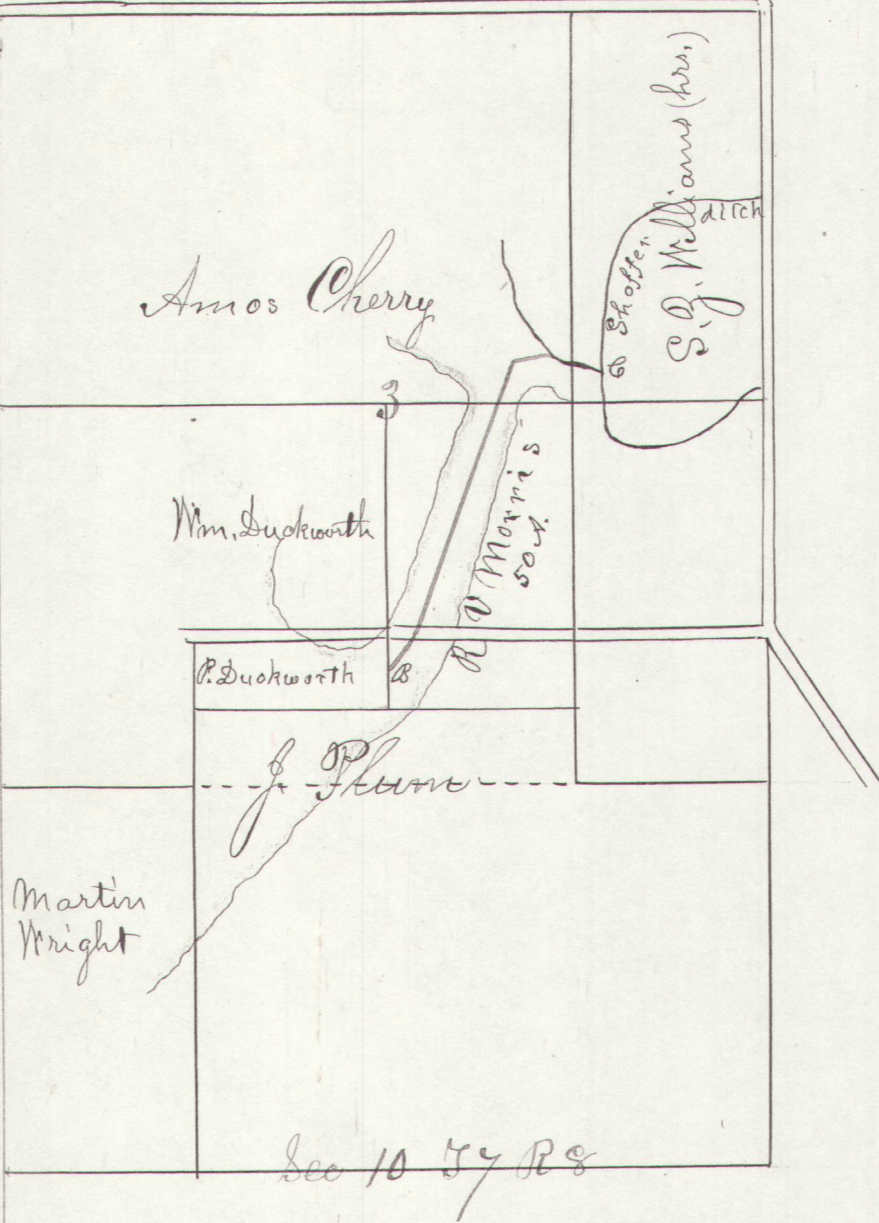 S. J. Williams (hrs.)
ditch
Shoffer
Amos Cherry
3
Wm. Duckworth
R V Morris
50 A.
P. Duckworth
B
J Plum
Martin
Wright
Sec 10 T7 R8